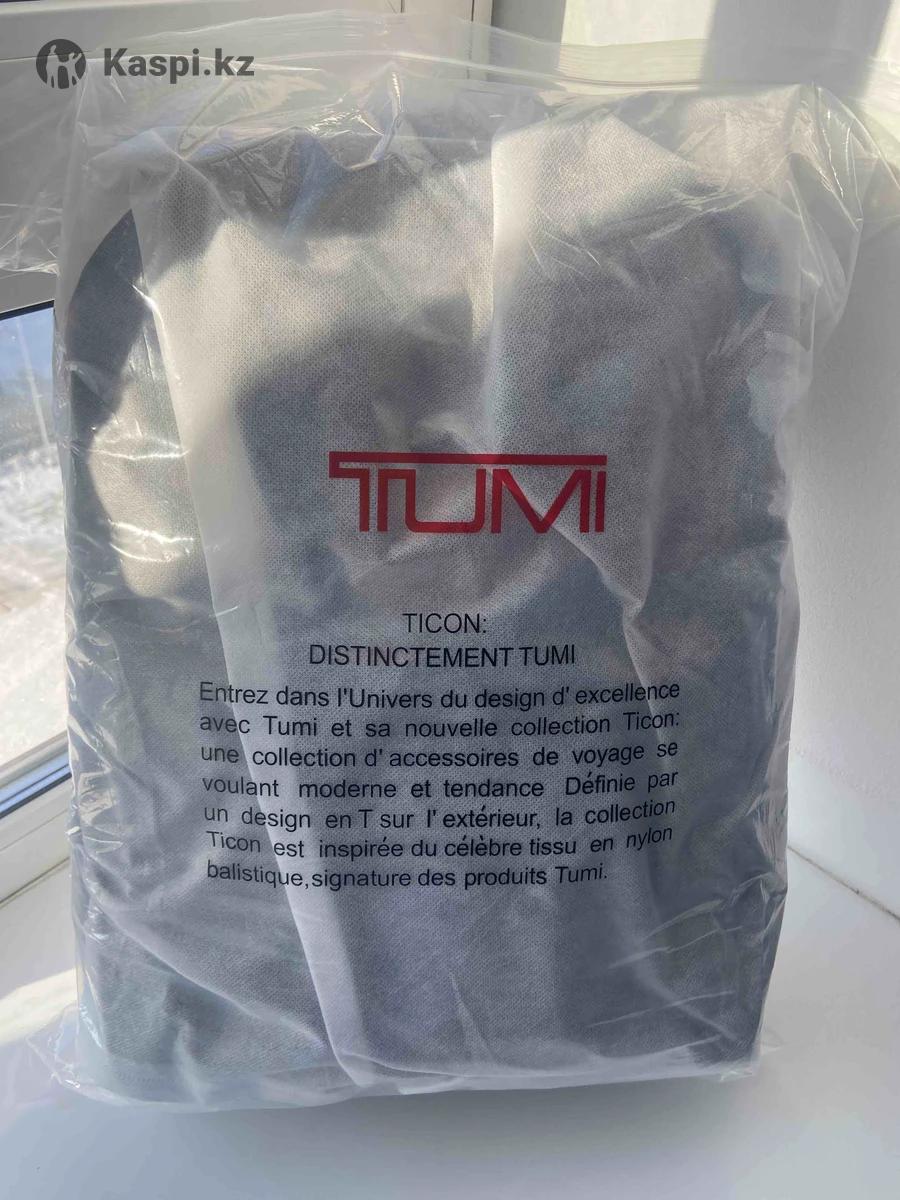 Kaspi.kz
TUMI
TICON:
DISTINCTEMENT TUMI
Entrez dans l'Univers du design d' excellence
avec Tumi et sa nouvelle collection Ticon:
une collection d' accessoires de voyage se
voulant moderne et tendance Définie par
un design en T sur l' extérieur, la collection
Ticon est inspirée du célèbre tissu en nylon
balistique,signature des produits Tumi.